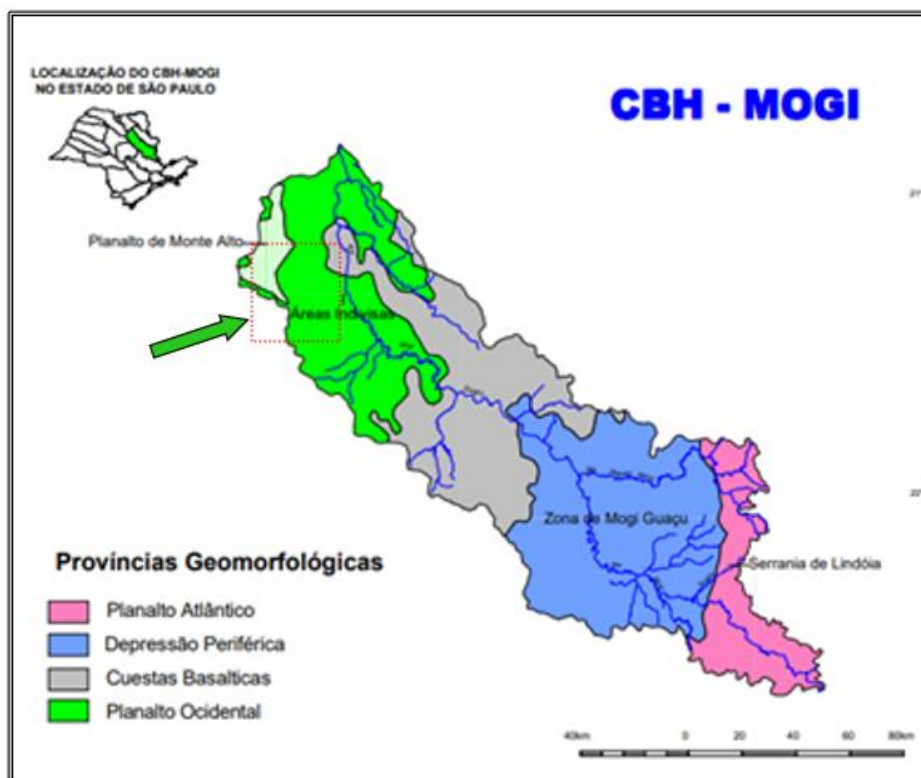 LOCALIZAÇÃO DO CBH-MOGI
NO ESTADO DE SÃO PAULO
CBH - MOGI
21°
Planalto de Monte Alto
Áreas Indivisas
22°
Zona de Mogi Guaçu
Serrania de Lindóia
Províncias Geomorfológicas
Planalto Atlântico
Depressão Periférica
Cuestas Basalticas
Planalto Ocidental
40km 0 20 40 80km